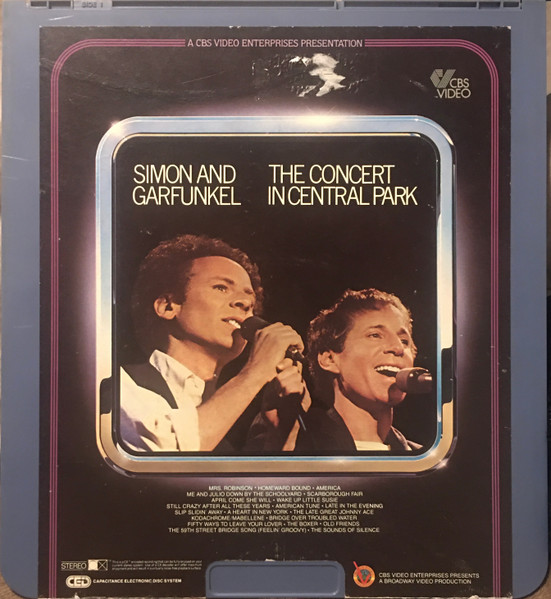 SIDE 1
A CBS VIDEO ENTERPRISES PRESENTATION
CBS
VIDEO
SIMON AND
GARFUNKEL
THE CONCERT
IN CENTRAL PARK
MRS. ROBINSON • HOMEWARD BOUND • AMERICA
ME AND JULIO DOWN BY THE SCHOOLYARD • SCARBOROUGH FAIR
APRIL COME SHE WILL • WAKE UP LITTLE SUSIE
STILL CRAZY AFTER ALL THESE YEARS • AMERICAN TUNE • LATE IN THE EVENING
SLIP SLIDIN' AWAY • A HEART IN NEW YORK • THE LATE GREAT JOHNNY ACE
KODACHROME/MABELLENE • BRIDGE OVER TROUBLED WATER
FIFTY WAYS TO LEAVE YOUR LOVER • THE BOXER • OLD FRIENDS
THE 59TH STREET BRIDGE SONG (FEELIN' GROOVY) • THE SOUNDS OF SILENCE
STEREO
CED CAPACITANCE ELECTRONIC DISC SYSTEM
CBS VIDEO ENTERPRISES PRESENTS
A BROADWAY VIDEO PRODUCTION